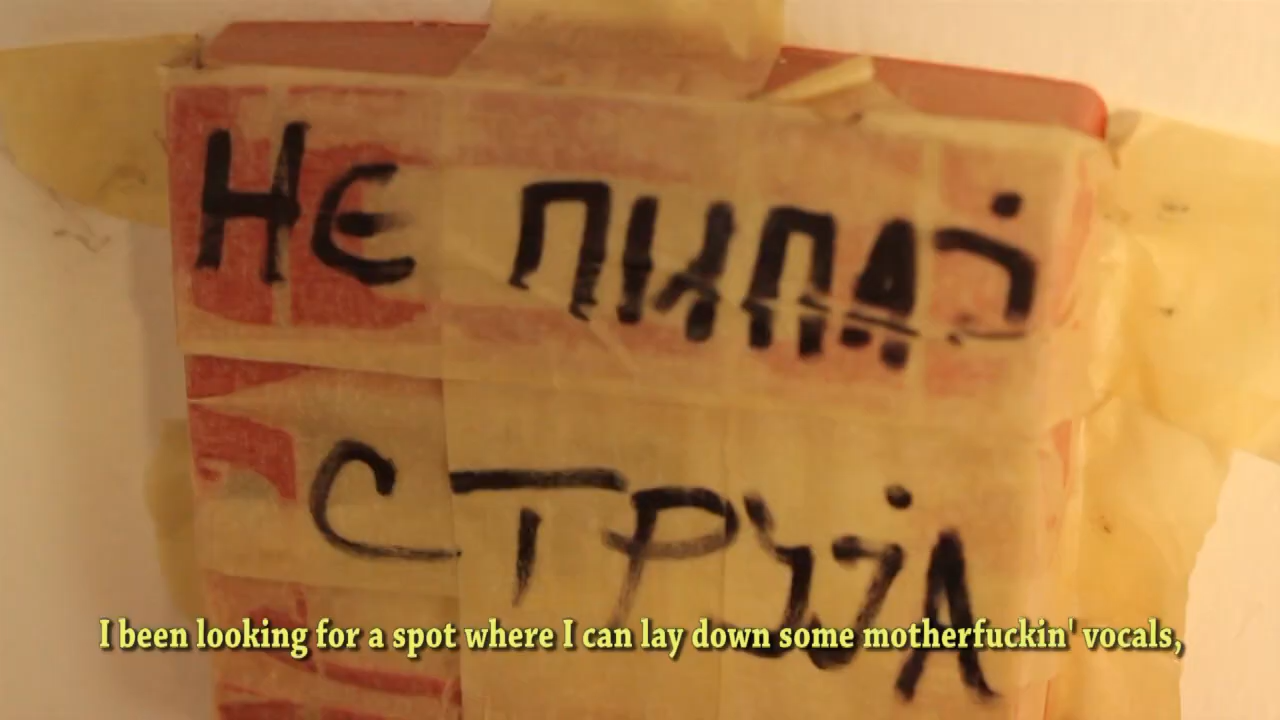 НЕ ПИПАЈ
СТРУЈА
I been looking for a spot where I can lay down some motherfuckin' vocals,